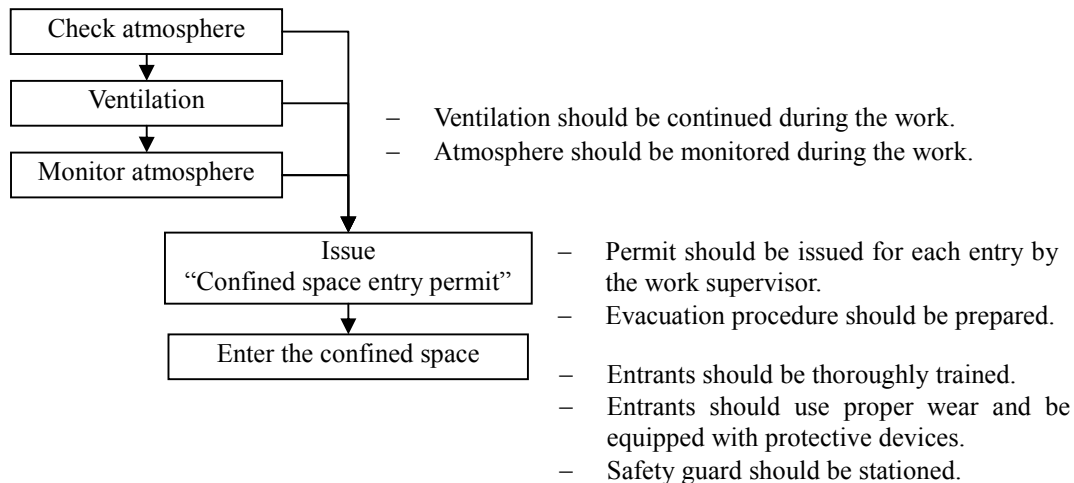 Check atmosphere
Ventilation
– Ventilation should be continued during the work.
– Atmosphere should be monitored during the work.
Monitor atmosphere
Issue
“Confined space entry permit”
– Permit should be issued for each entry by
the work supervisor.
– Evacuation procedure should be prepared.
Enter the confined space
– Entrants should be thoroughly trained.
– Entrants should use proper wear and be
equipped with protective devices.
– Safety guard should be stationed.